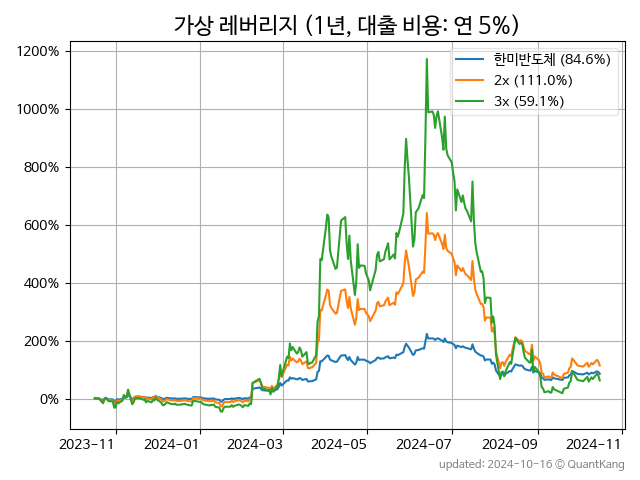 가상 레버리지 (1년, 대출 비용: 연 5%)
1200%
1000%
800%
600%
400%
200%
0%
한미반도체 (84.6%)
2x (111.0%)
3x (59.1%)
2023-11 2024-01 2024-03 2024-05 2024-07 2024-09 2024-11
updated: 2024-10-16 © QuantKang